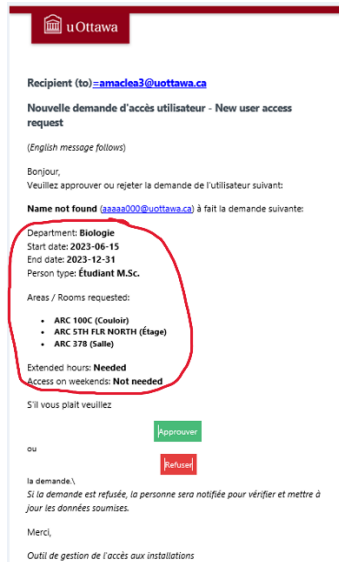 uOttawa
Recipient (to)=amaclea3@uottawa.ca
Nouvelle demande d'accès utilisateur - New user access
request
(English message follows)
Bonjour,
Veuillez approuver ou rejeter la demande de l'utilisateur suivant:
Name not found (aaaaa000@uottawa.ca) à fait la demande suivante:
Department: Biologie
Start date: 2023-06-15
End date: 2023-12-31
Person type: Étudiant M.Sc.
Areas / Rooms requested:
• ARC 100C (Couloir)
• ARC 5TH FLR NORTH (Étage)
• ARC 378 (Salle)
Extended hours: Needed
Access on weekends: Not needed
S'il vous plait veuillez
Approuver
ou
Refuser
la demande.\
Si la demande est refusée, la personne sera notifiée pour vérifier et mettre à
jour les données soumises.
Merci,
Outil de gestion de l'accès aux installations